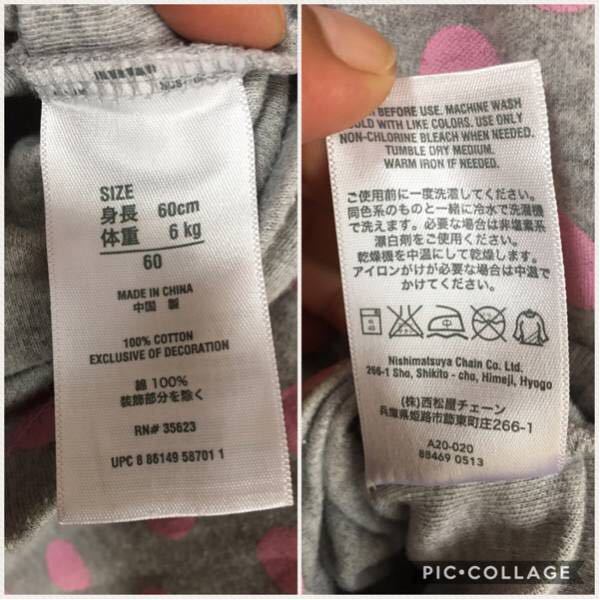 SIZE
身長 60cm
体重 6 kg
60
MADE IN CHINA
中国 製
100% COTTON
EXCLUSIVE OF DECORATION
綿 100%
装飾部分を除く
RN# 35623
UPC 8 86149 58701 1
BEFORE USE. MACHINE WASH
COLD WITH LIKE COLORS. USE ONLY
NON-CHLORINE BLEACH WHEN NEEDED.
TUMBLE DRY MEDIUM.
WARM IRON IF NEEDED.
ご使用前に一度洗濯してください。
同色系のものと一緒に冷水で洗濯機
で洗えます。必要な場合は非塩素系
漂白剤をご使用ください。
乾燥機を中温にして乾燥します。
アイロンがけが必要な場合は中温で
かけてください。
Nishimatsuya Chain Co. Ltd.
266-1 Sho, Shikito - cho, Himeji, Hyogo
(株)西松屋チェーン
兵庫県姫路市飾東町庄266-1
A20-020
88469 0513
PIC•COLLAGE